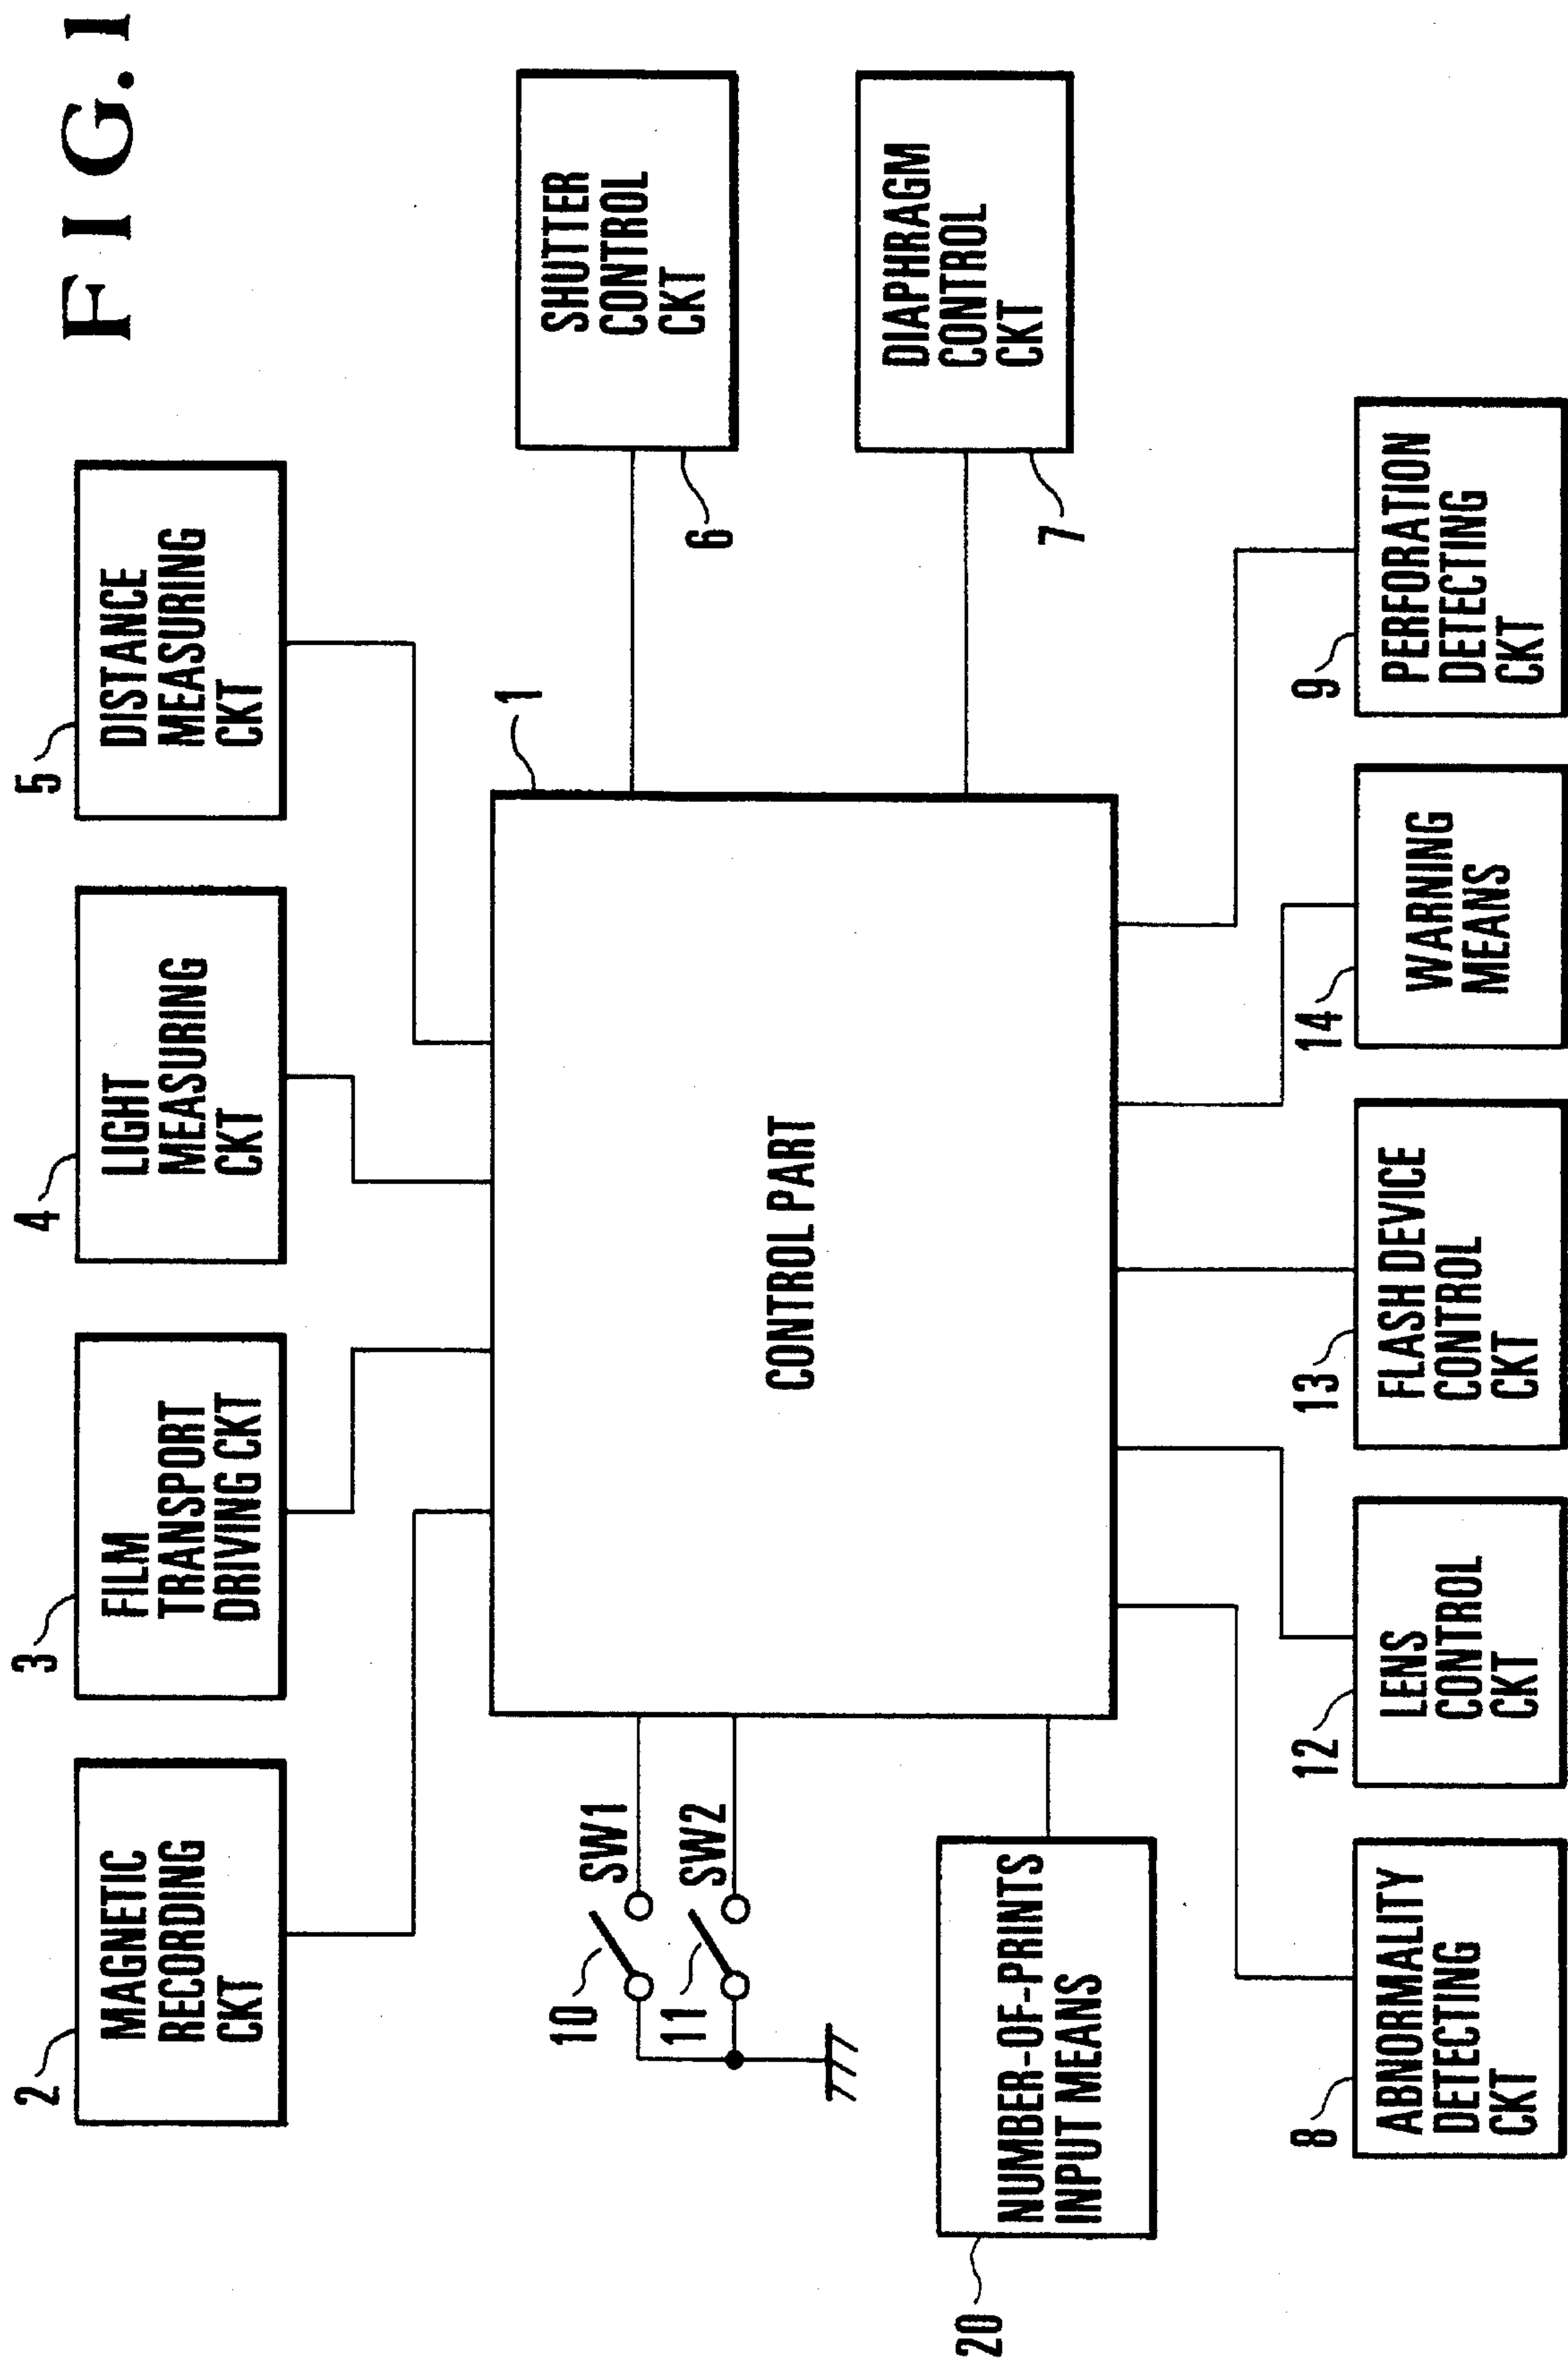 FIG.1
2
MAGNETIC
RECORDING
CKT
3
FILM
TRANSPORT
DRIVING CKT
4
LIGHT
MEASURING
CKT
5
DISTANCE
MEASURING
CKT
1
CONTROL PART
SHUTTER
CONTROL
CKT
6
DIAPHRAGM
CONTROL
CKT
7
10
SW1
11
SW2
20
NUMBER-OF-PRINTS
INPUT MEANS
8
ABNORMALITY
DETECTING
CKT
12
LENS
CONTROL
CKT
13
FLASH DEVICE
CONTROL
CKT
14
WARNING
MEANS
9
PERFORATION
DETECTING
CKT